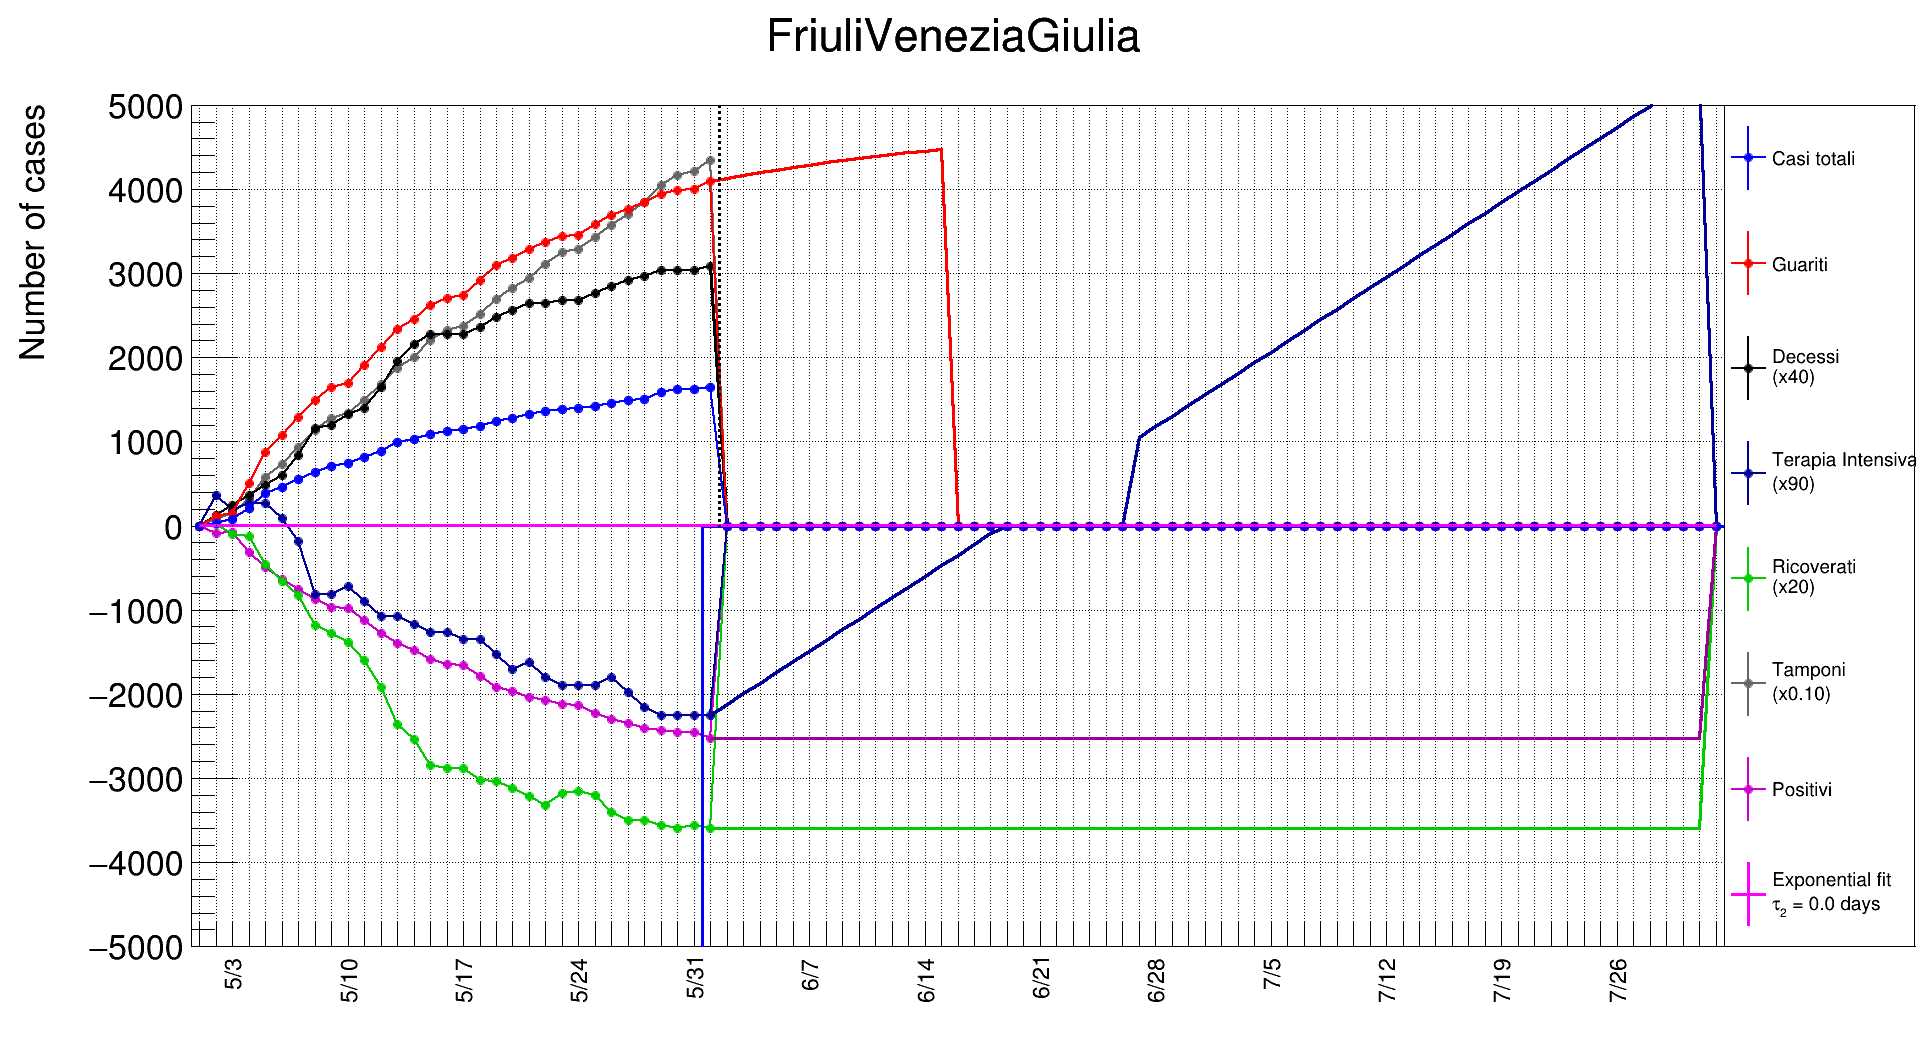 FriuliVeneziaGiulia
Number of cases
5000
4000
3000
2000
1000
0
−1000
−2000
−3000
−4000
−5000
5/3
5/10
5/17
5/24
5/31
6/7
6/14
6/21
6/28
7/5
7/12
7/19
7/26
Casi totali
Guariti
Decessi
(x40)
Terapia Intensiva
(x90)
Ricoverati
(x20)
Tamponi
(x0.10)
Positivi
Exponential fit
τ2 = 0.0 days